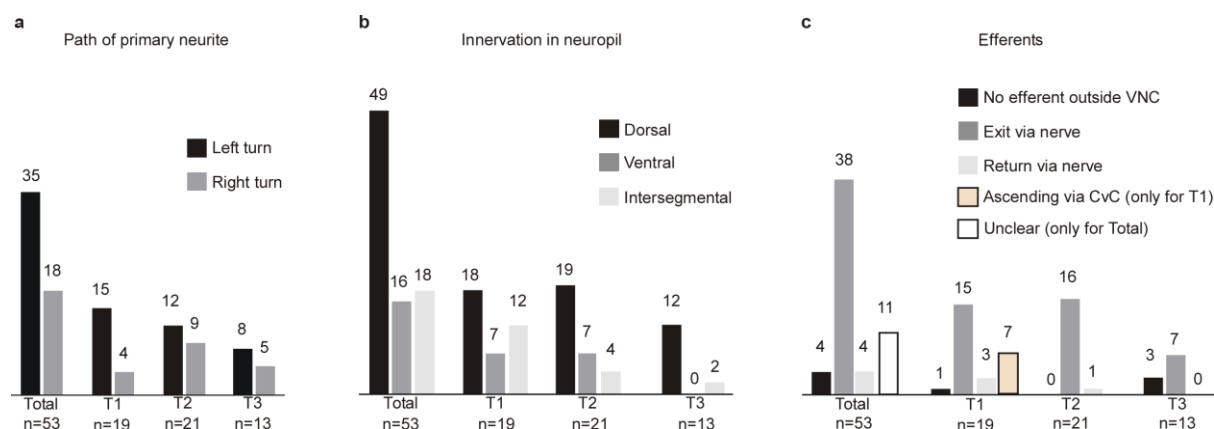 a
Path of primary neurite
Left turn
Right turn
35
18
15
4
12
9
8
5
Total
T1
T2
T3
n=53
n=19
n=21
n=13
b
Innervation in neuropil
Dorsal
Ventral
Intersegmental
49
16
18
18
7
12
19
7
4
12
0
2
Total
T1
T2
T3
n=53
n=19
n=21
n=13
c
Efferents
No efferent outside VNC
Exit via nerve
Return via nerve
Ascending via CvC (only for T1)
Unclear (only for Total)
4
38
4
11
1
15
3
7
0
16
1
3
7
0
Total
T1
T2
T3
n=53
n=19
n=21
n=13